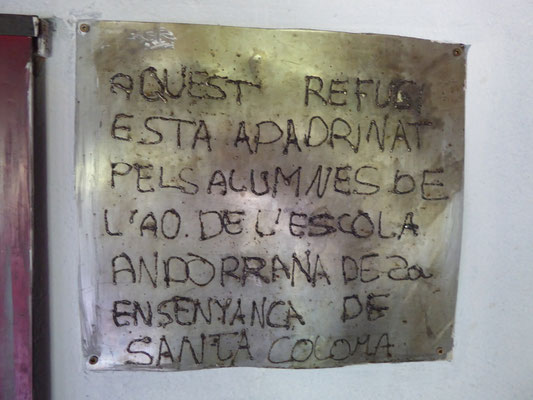 AQUEST REFUGI
ESTA APADRINAT
PELS ALUMNES DE
L'AO. DE L'ESCOLA
ANDORRANA DE 2a
ENSENYANCA DE
SANTA COLOMA